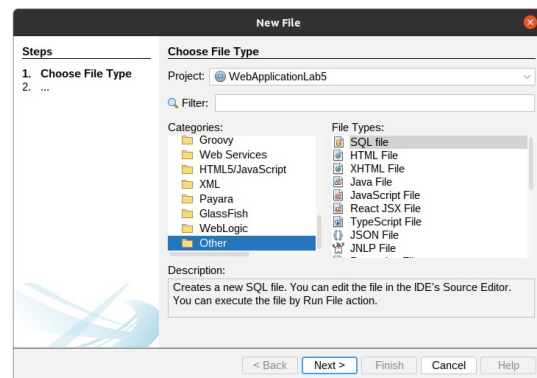 New File
Steps
1. Choose File Type
2. ...
Choose File Type
Project: WebApplicationLab5
Filter:
Categories:
Groovy
Web Services
HTML5/JavaScript
XML
Payara
GlassFish
WebLogic
Other
File Types:
SQL file
HTML File
XHTML File
Java File
JavaScript File
React JSX File
TypeScript File
JSON File
JNLP File
Description:
Creates a new SQL file. You can edit the file in the IDE's Source Editor.
You can execute the file by Run File action.
< Back Next > Finish Cancel Help